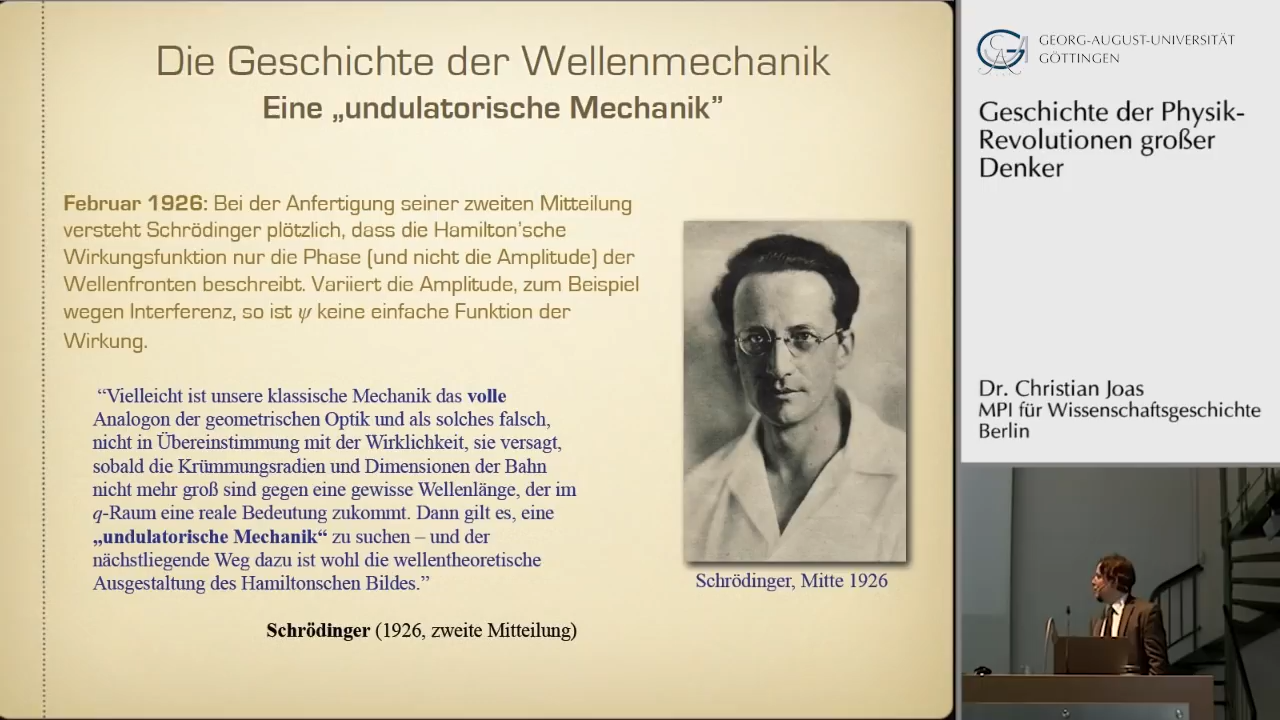 Die Geschichte der Wellenmechanik
Eine „undulatorische Mechanik”
Februar 1926: Bei der Anfertigung seiner zweiten Mitteilung
versteht Schrödinger plötzlich, dass die Hamilton’sche
Wirkungsfunktion nur die Phase (und nicht die Amplitude) der
Wellenfronten beschreibt. Variiert die Amplitude, zum Beispiel
wegen Interferenz, so ist ψ keine einfache Funktion der
Wirkung.
“Vielleicht ist unsere klassische Mechanik das volle
Analogon der geometrischen Optik und als solches falsch,
nicht in Übereinstimmung mit der Wirklichkeit, sie versagt,
sobald die Krümmungsradien und Dimensionen der Bahn
nicht mehr groß sind gegen eine gewisse Wellenlänge, der im
q-Raum eine reale Bedeutung zukommt. Dann gilt es, eine
„undulatorische Mechanik“ zu suchen – und der
nächstliegende Weg dazu ist wohl die wellentheoretische
Ausgestaltung des Hamiltonschen Bildes.”
Schrödinger (1926, zweite Mitteilung)
Schrödinger, Mitte 1926
GEORG-AUGUST-UNIVERSITÄT
GÖTTINGEN
Geschichte der Physik-
Revolutionen großer
Denker
Dr. Christian Joas
MPI für Wissenschaftsgeschichte
Berlin